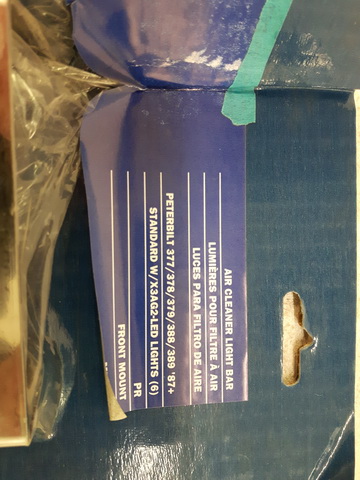 AIR CLEANER LIGHT BAR
LUMIÈRES POUR FILTRE À AIR
LUCES PARA FILTRO DE AIRE
PETERBILT 377/378/379/388/389 '87+
STANDARD W/X3AG2-LED LIGHTS (6)
PR
FRONT MOUNT